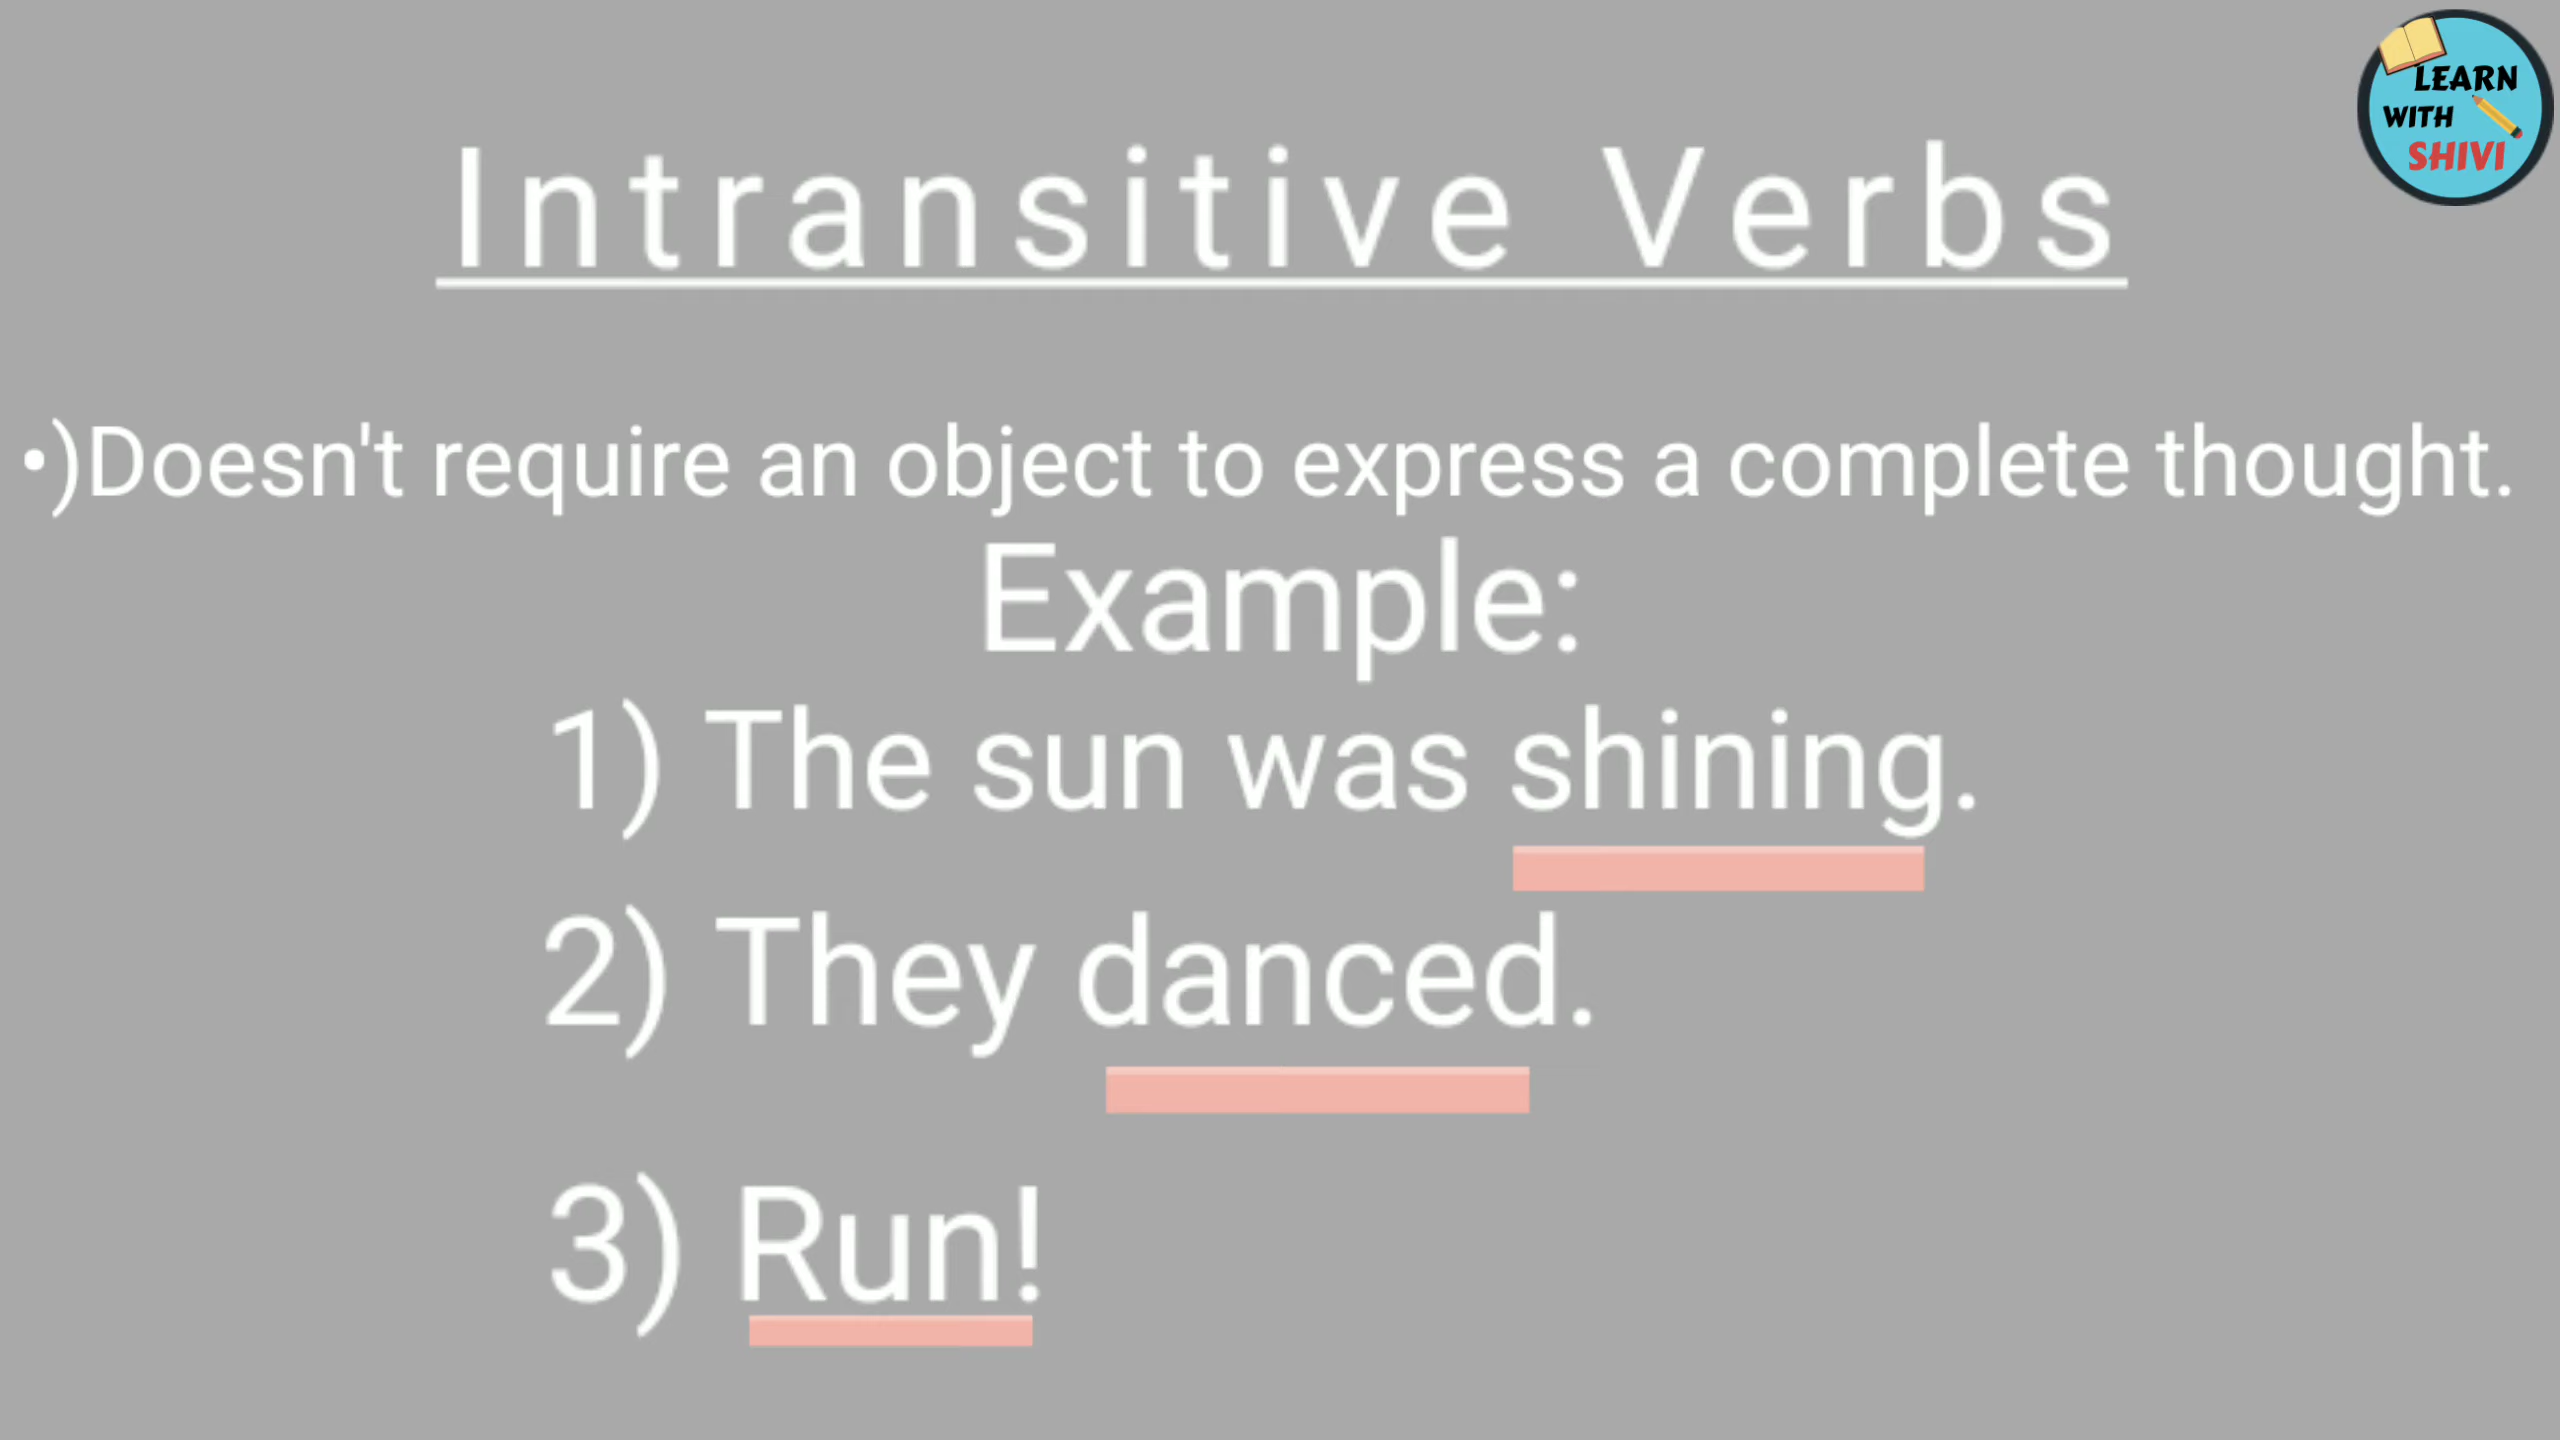 LEARN
WITH
SHIVI
Intransitive Verbs
•)Doesn't require an object to express a complete thought.
Example:
1) The sun was shining.
2) They danced.
3) Run!